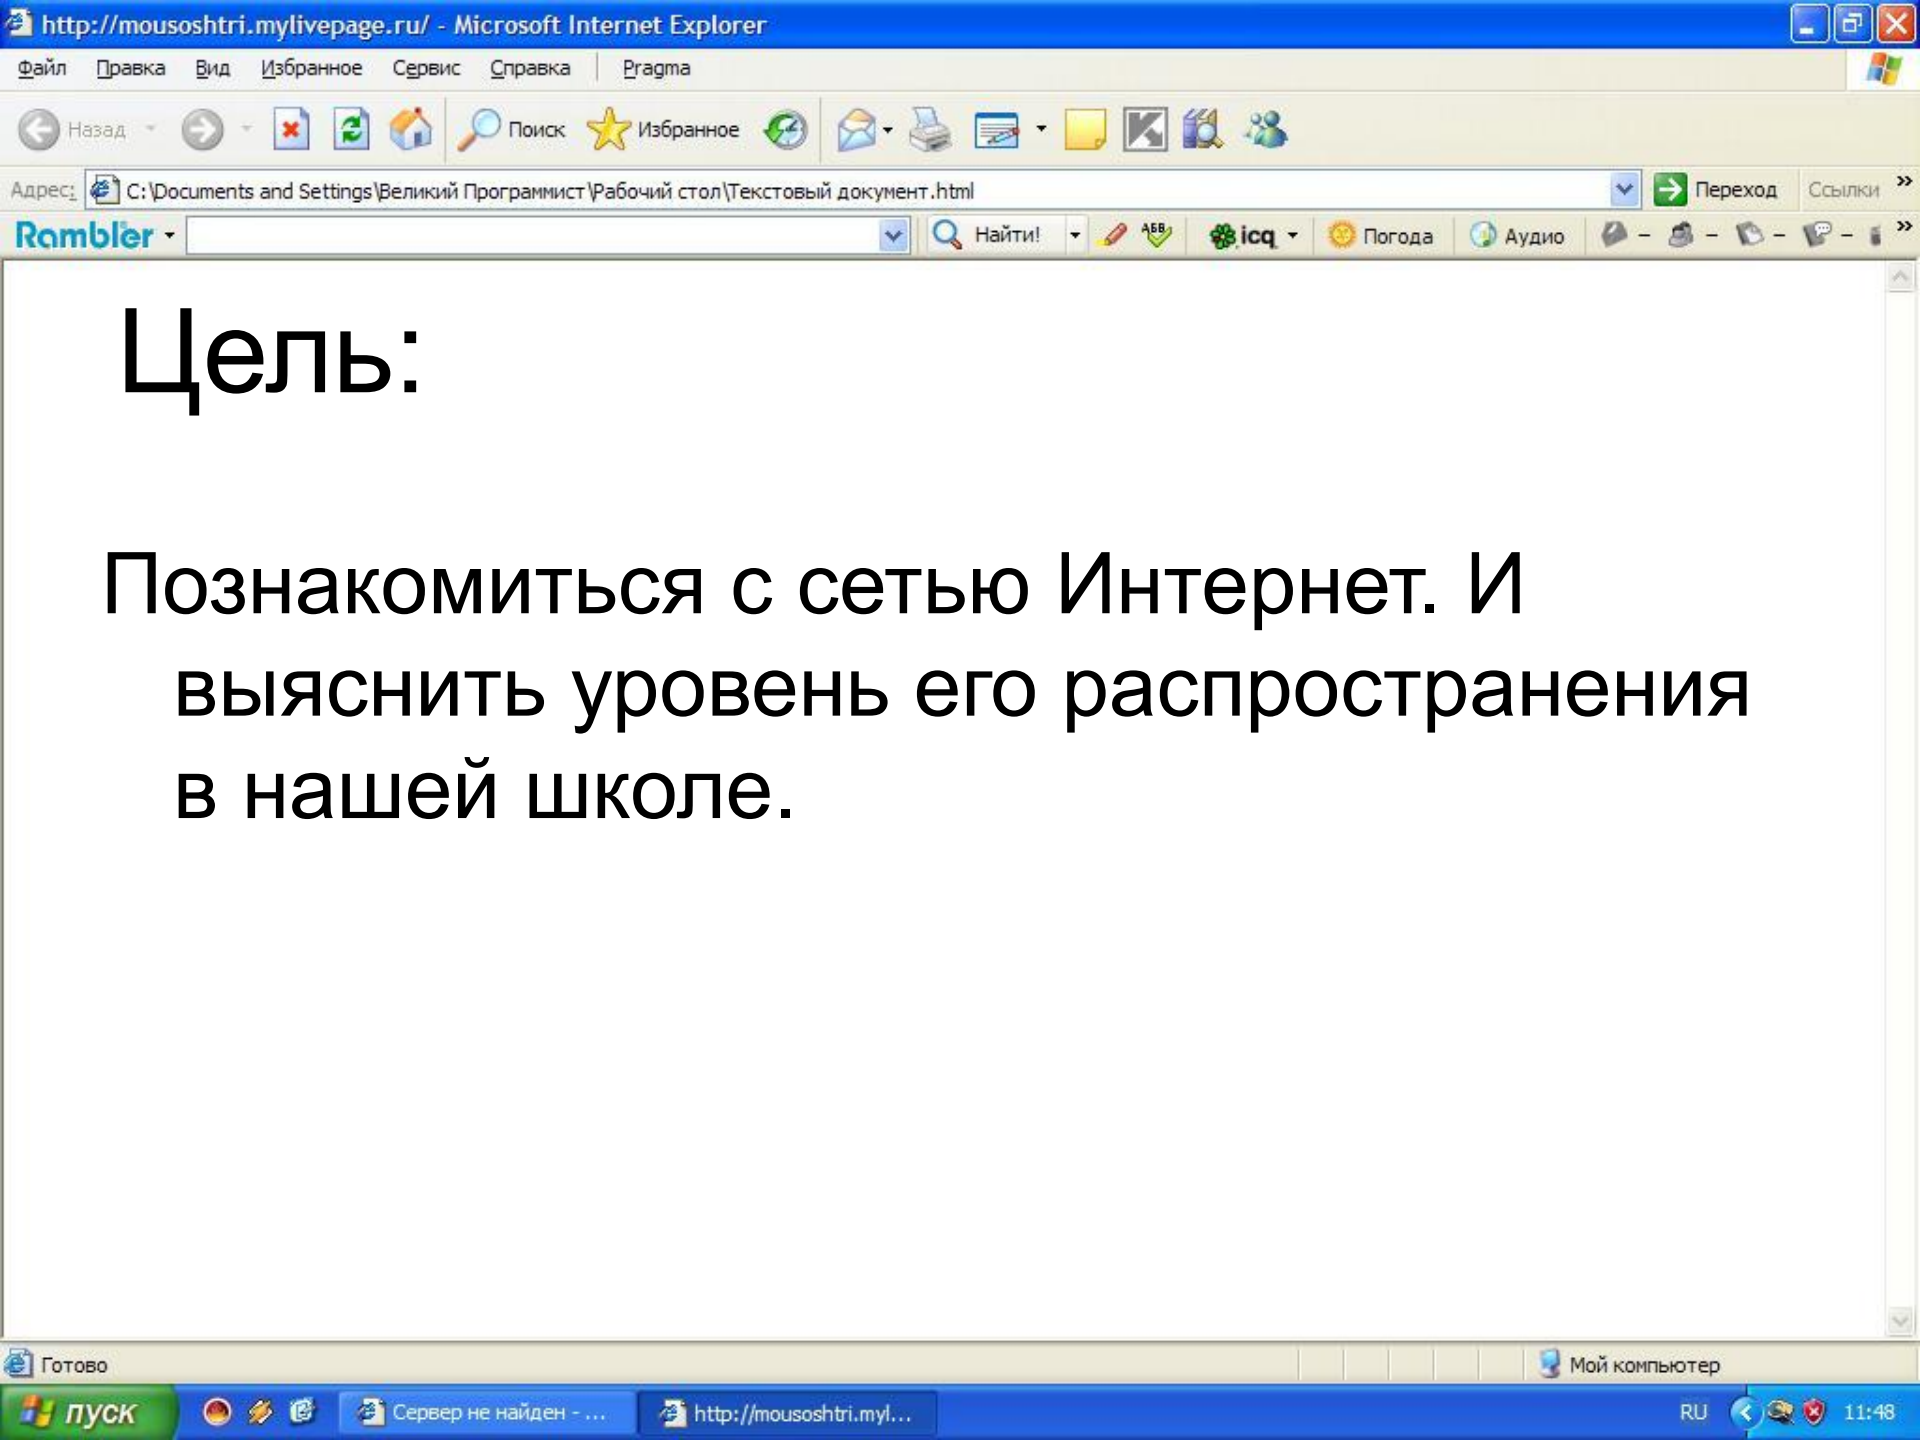 http://mousoshtri.mylivepage.ru/ - Microsoft Internet Explorer
Файл Правка Вид Избранное Сервис Справка Pragma
Назад Поиск Избранное
Адрес: C:\Documents and Settings\Великий Программист\Рабочий стол\Текстовый документ.html Переход Ссылки »
Rambler Найти! АБВ icq Погода Аудио »
Цель:
Познакомиться с сетью Интернет. И
выяснить уровень его распространения
в нашей школе.
Готово Мой компьютер
пуск Сервер не найден - ... http://mousoshtri.myl... RU 11:48